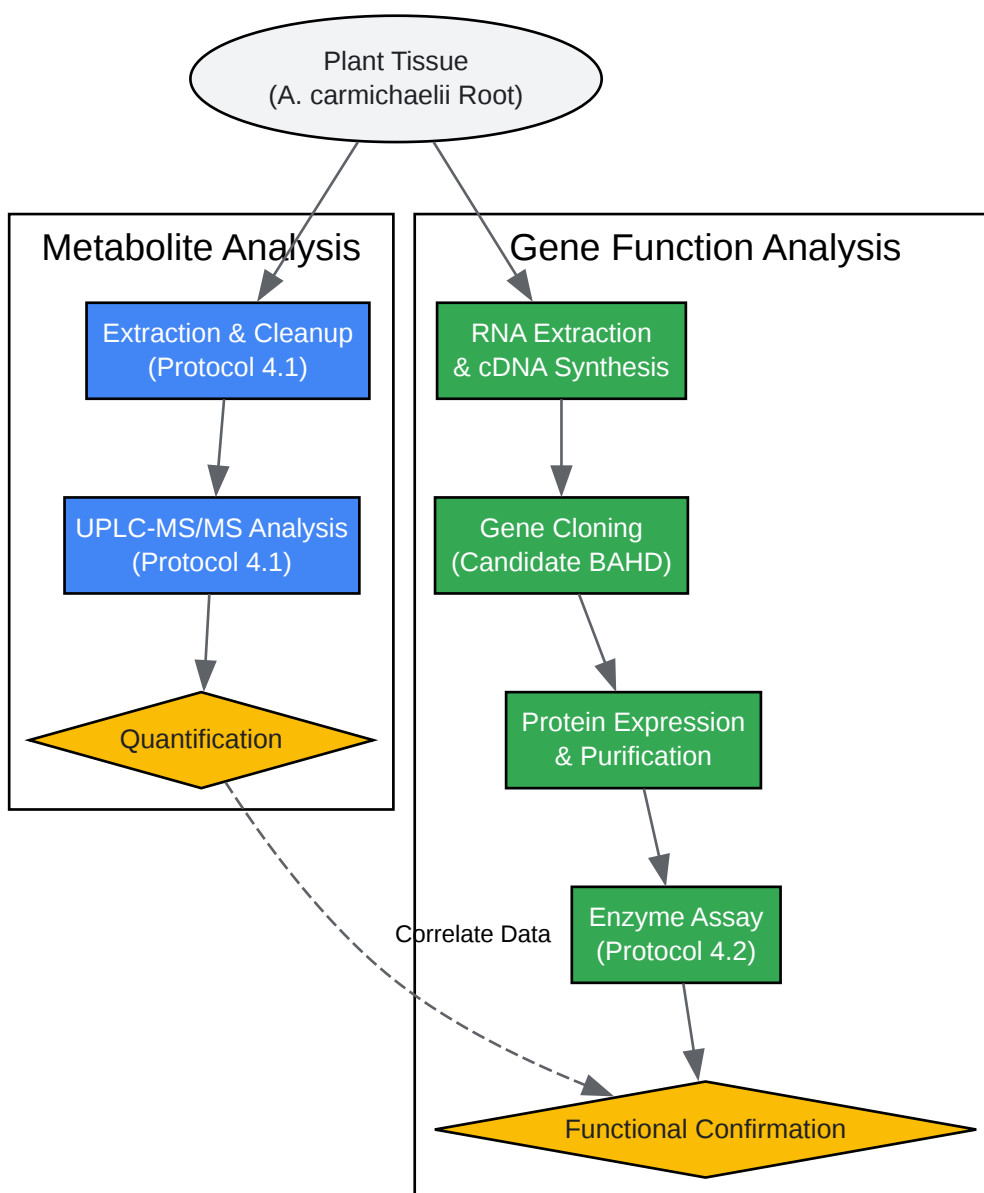 Plant Tissue
(A. carmichaelii Root)
Metabolite Analysis
Extraction & Cleanup
(Protocol 4.1)
UPLC-MS/MS Analysis
(Protocol 4.1)
Quantification
Gene Function Analysis
RNA Extraction
& cDNA Synthesis
Gene Cloning
(Candidate BAHD)
Protein Expression
& Purification
Enzyme Assay
(Protocol 4.2)
Correlate Data
Functional Confirmation